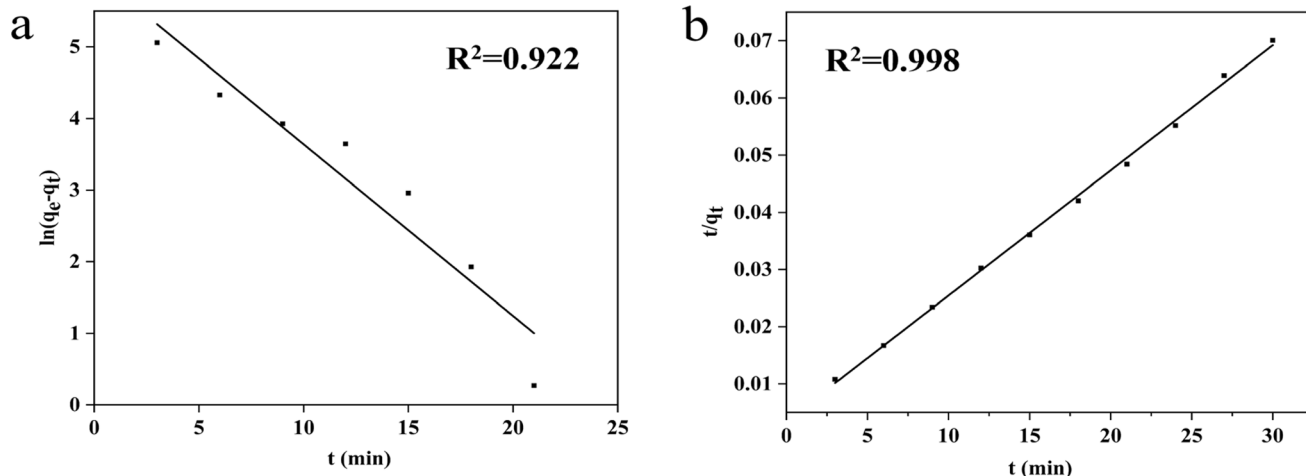 a
R²=0.922
ln(qe-qt)
5
4
3
2
1
0
0 5 10 15 20 25
t (min)
b
R²=0.998
t/qt
0.07
0.06
0.05
0.04
0.03
0.02
0.01
0 5 10 15 20 25 30
t (min)